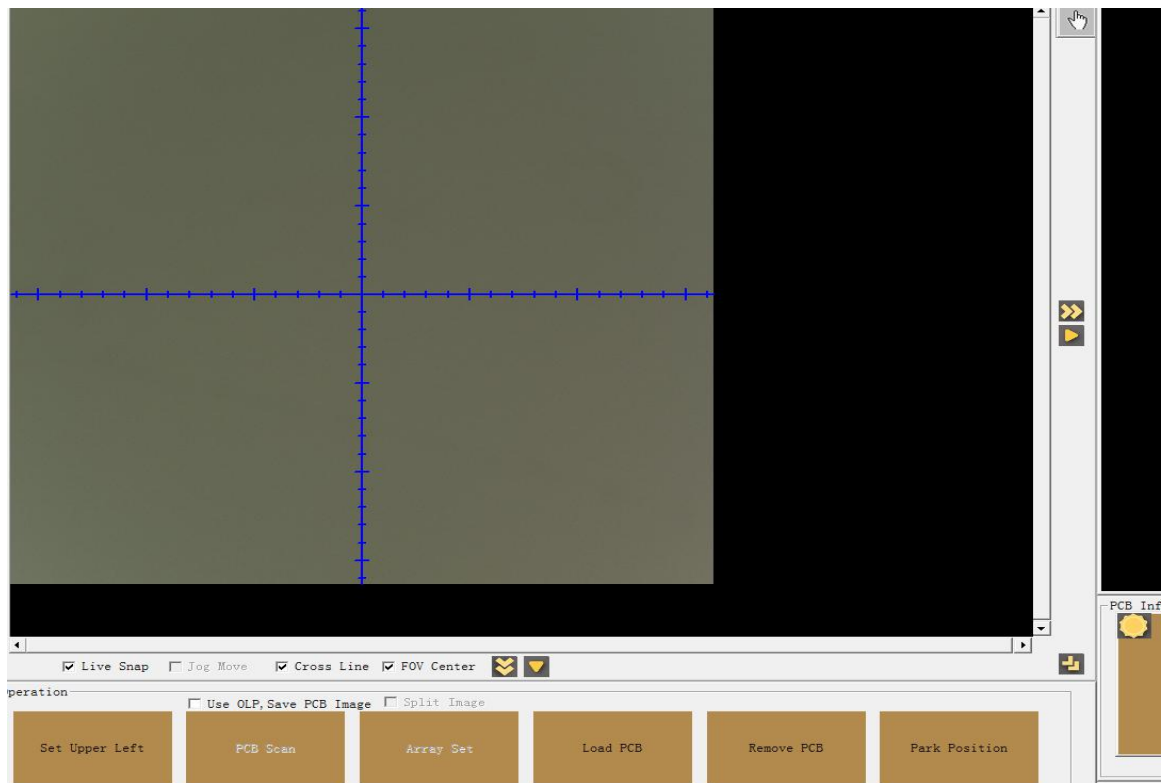 Live Snap Jog Move Cross Line FOV Center
PCB Inf
peration
Use OLP,Save PCB Image Split Image
Set Upper Left PCB Scan Array Set Load PCB Remove PCB Park Position